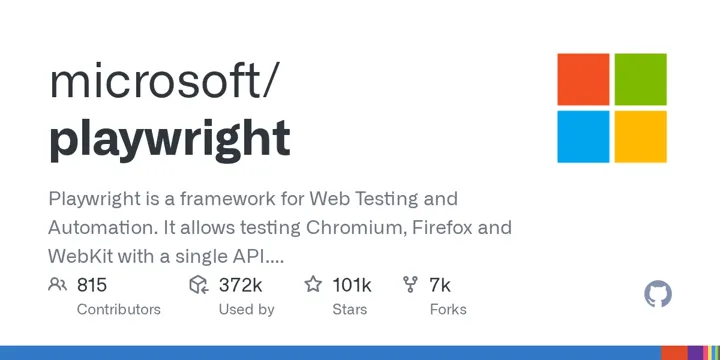 microsoft/
playwright
Playwright is a framework for Web Testing and
Automation. It allows testing Chromium, Firefox and
WebKit with a single API....
815 372k 101k 7k
Contributors Used by Stars Forks